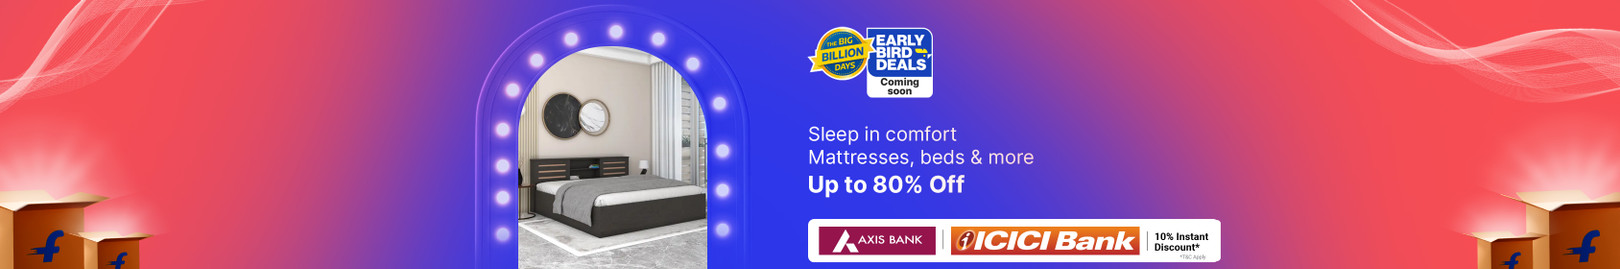 THE BIG
BILLION
DAYS
EARLY
BIRD
DEALS
Coming
soon
Sleep in comfort
Mattresses, beds & more
Up to 80% Off
AXIS BANK
ICICI Bank
10% Instant
Discount*
*T&C Apply